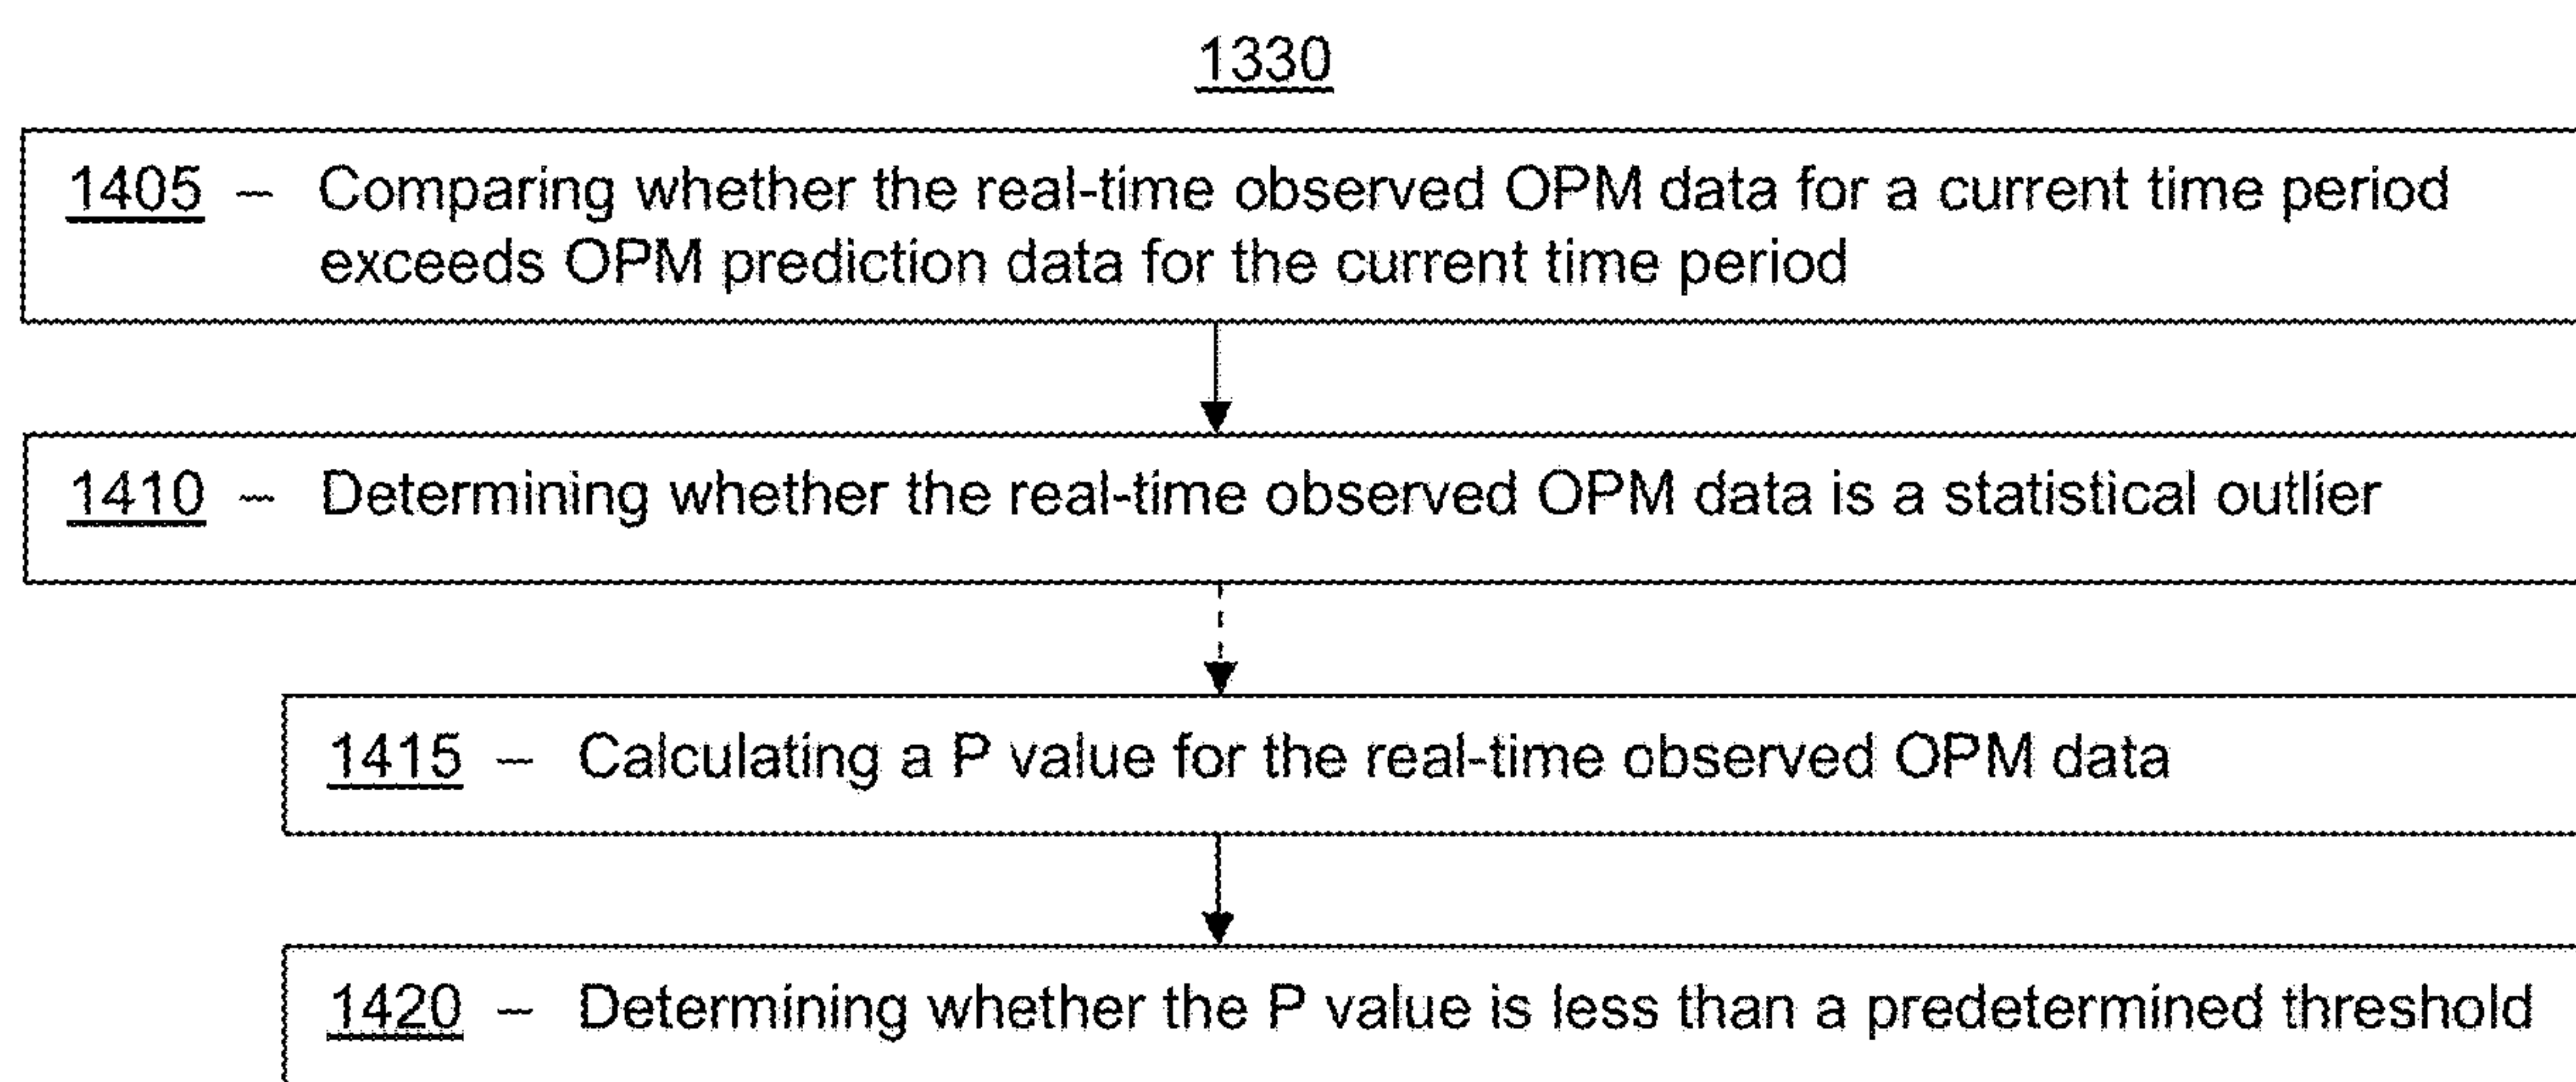 1330
1405 – Comparing whether the real-time observed OPM data for a current time period
exceeds OPM prediction data for the current time period
1410 – Determining whether the real-time observed OPM data is a statistical outlier
1415 – Calculating a P value for the real-time observed OPM data
1420 – Determining whether the P value is less than a predetermined threshold